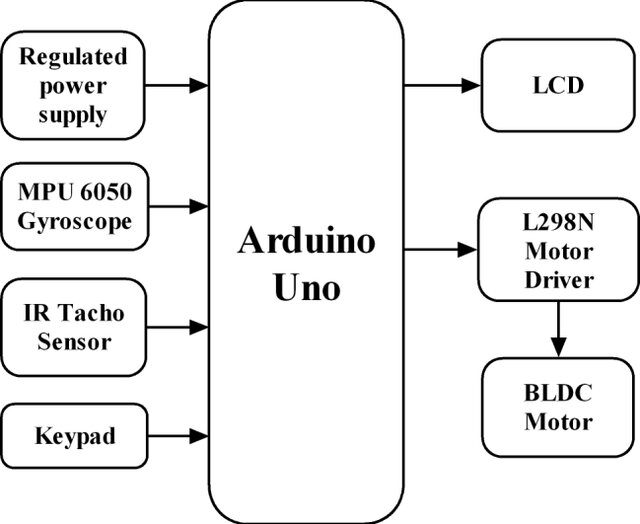 Regulated
power
supply
MPU 6050
Gyroscope
IR Tacho
Sensor
Keypad
Arduino
Uno
LCD
L298N
Motor
Driver
BLDC
Motor